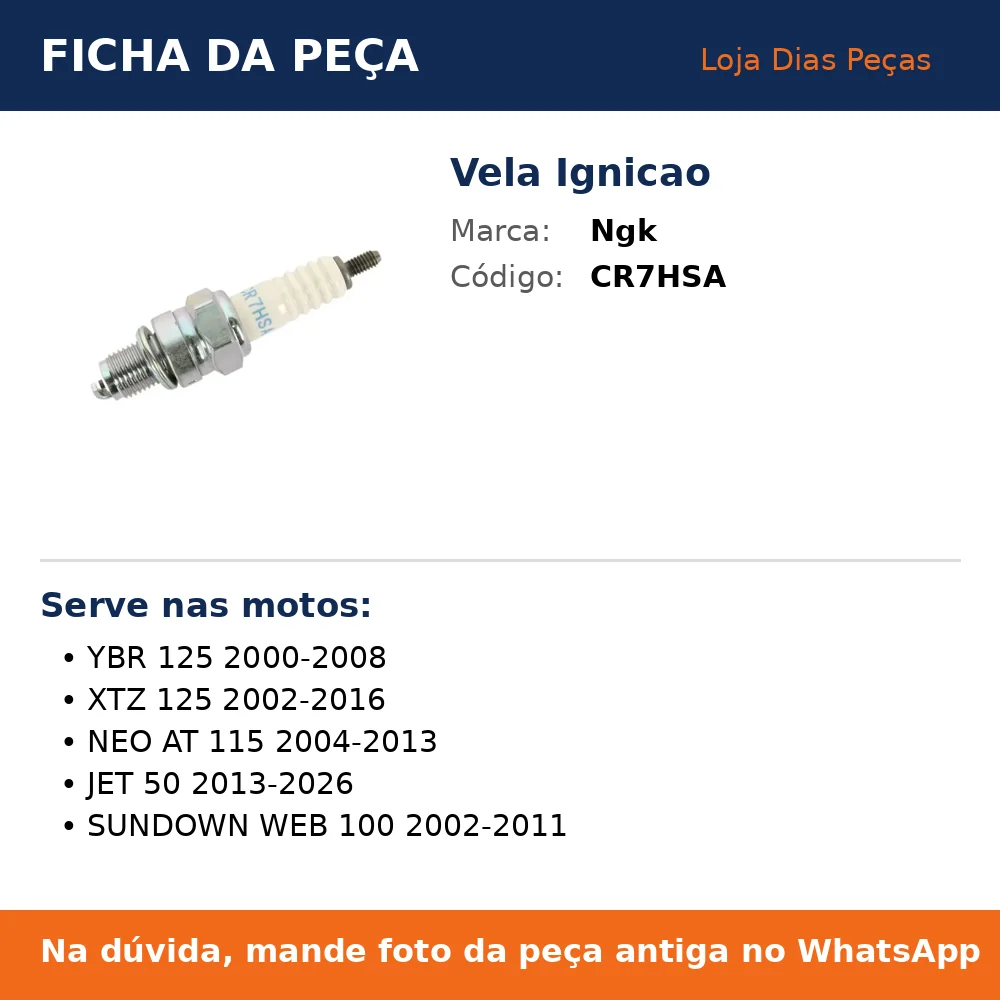 FICHA DA PEÇA
Loja Dias Peças
Vela Ignicao
Marca: Ngk
Código: CR7HSA
CR7HSA
Serve nas motos:
• YBR 125 2000-2008
• XTZ 125 2002-2016
• NEO AT 115 2004-2013
• JET 50 2013-2026
• SUNDOWN WEB 100 2002-2011
Na dúvida, mande foto da peça antiga no WhatsApp